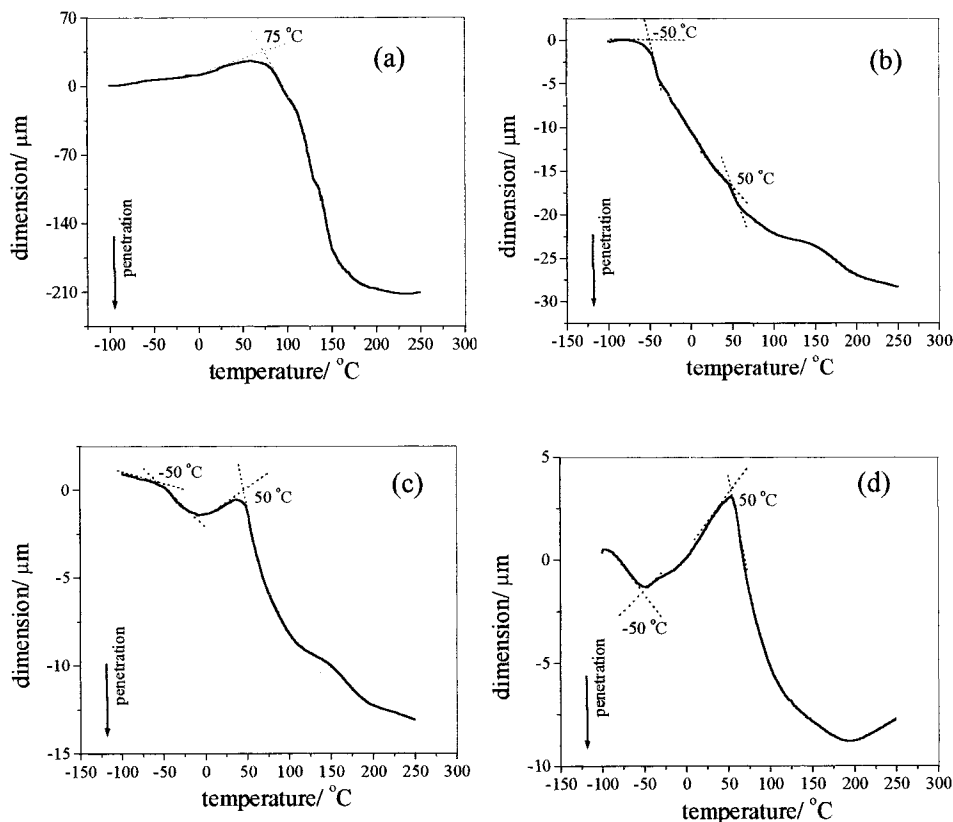 (a)
75 °C
70
0
-70
-140
-210
dimension/ μm
penetration
-100 -50 0 50 100 150 200 250 300
temperature/ °C
(b)
-50 °C
50 °C
0
-5
-10
-15
-20
-25
-30
dimension/ μm
penetration
-150 -100 -50 0 50 100 150 200 250 300
temperature/ °C
(c)
-50 °C
50 °C
0
-5
-10
-15
dimension/ μm
penetration
-150 -100 -50 0 50 100 150 200 250 300
temperature/ °C
(d)
50 °C
-50 °C
5
0
-5
-10
dimension/ μm
penetration
-150 -100 -50 0 50 100 150 200 250 300
temperature/ °C